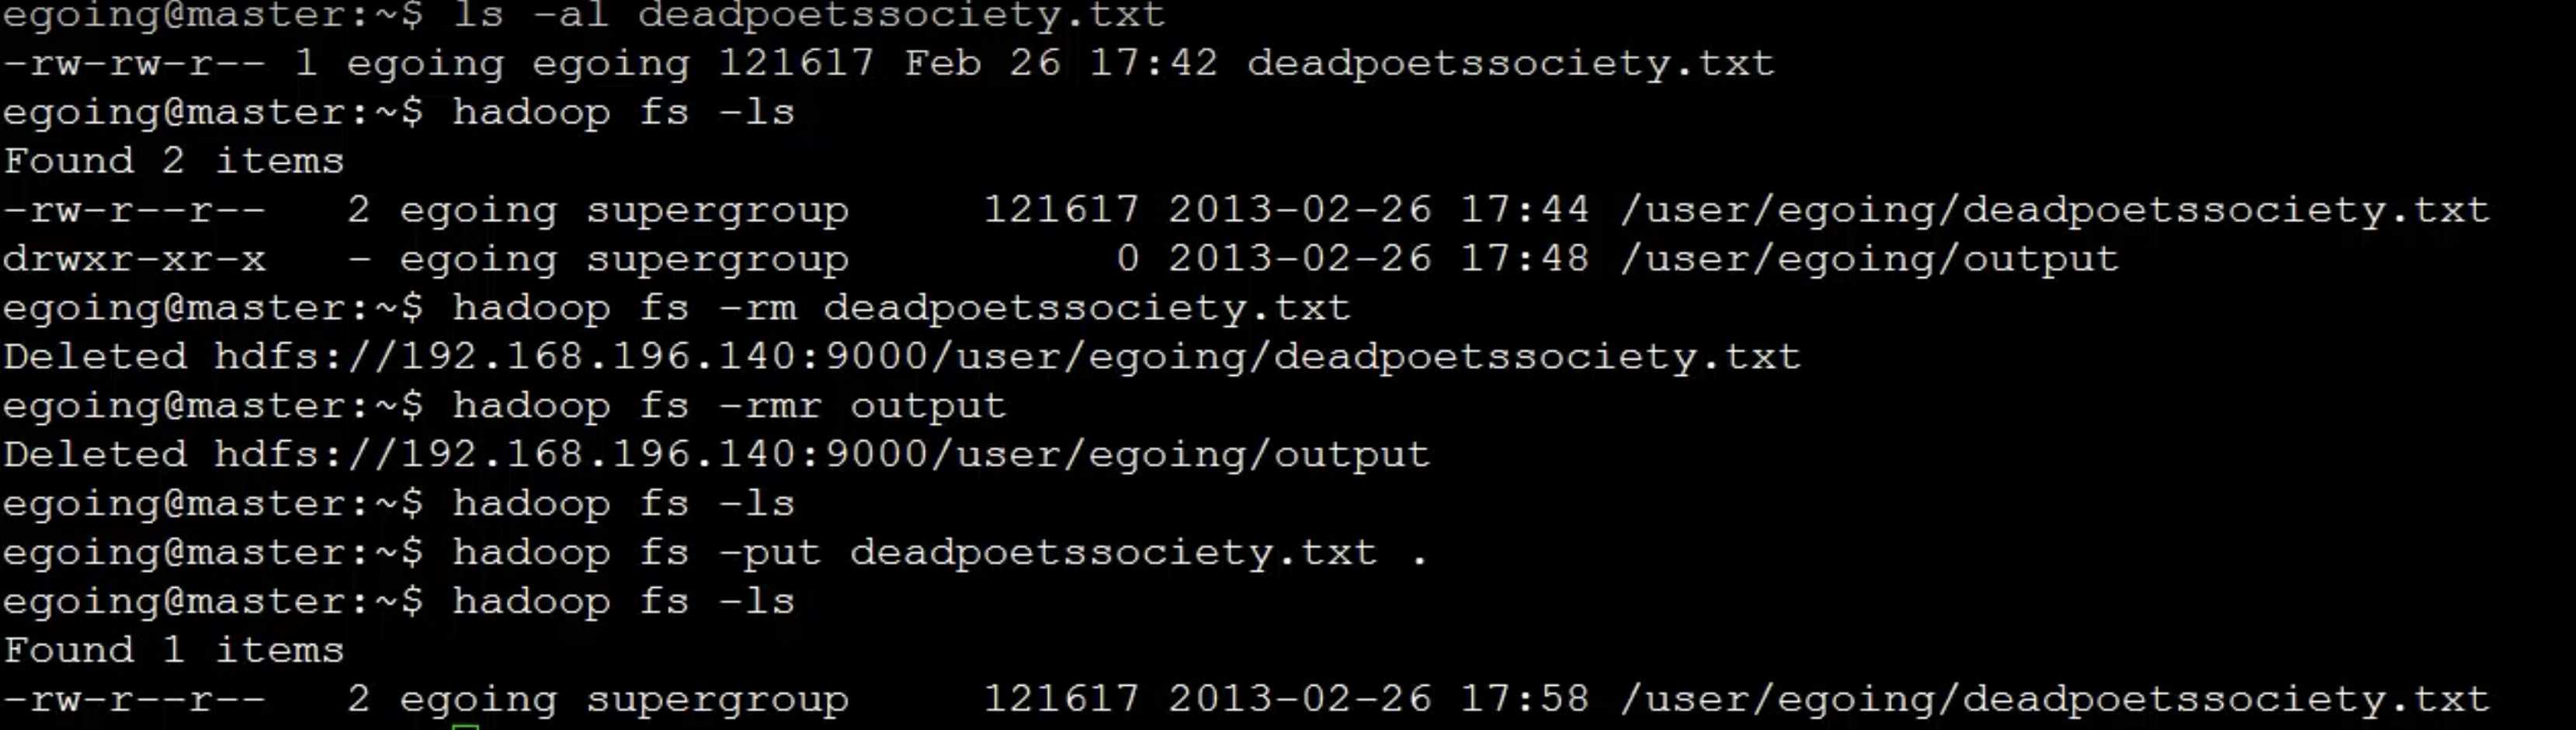 egoing@master:~$ ls -al deadpoetssociety.txt
-rw-rw-r-- 1 egoing egoing 121617 Feb 26 17:42 deadpoetssociety.txt
egoing@master:~$ hadoop fs -ls
Found 2 items
-rw-r--r--   2 egoing supergroup     121617 2013-02-26 17:44 /user/egoing/deadpoetssociety.txt
drwxr-xr-x   - egoing supergroup          0 2013-02-26 17:48 /user/egoing/output
egoing@master:~$ hadoop fs -rm deadpoetssociety.txt
Deleted hdfs://192.168.196.140:9000/user/egoing/deadpoetssociety.txt
egoing@master:~$ hadoop fs -rmr output
Deleted hdfs://192.168.196.140:9000/user/egoing/output
egoing@master:~$ hadoop fs -ls
egoing@master:~$ hadoop fs -put deadpoetssociety.txt .
egoing@master:~$ hadoop fs -ls
Found 1 items
-rw-r--r--   2 egoing supergroup     121617 2013-02-26 17:58 /user/egoing/deadpoetssociety.txt